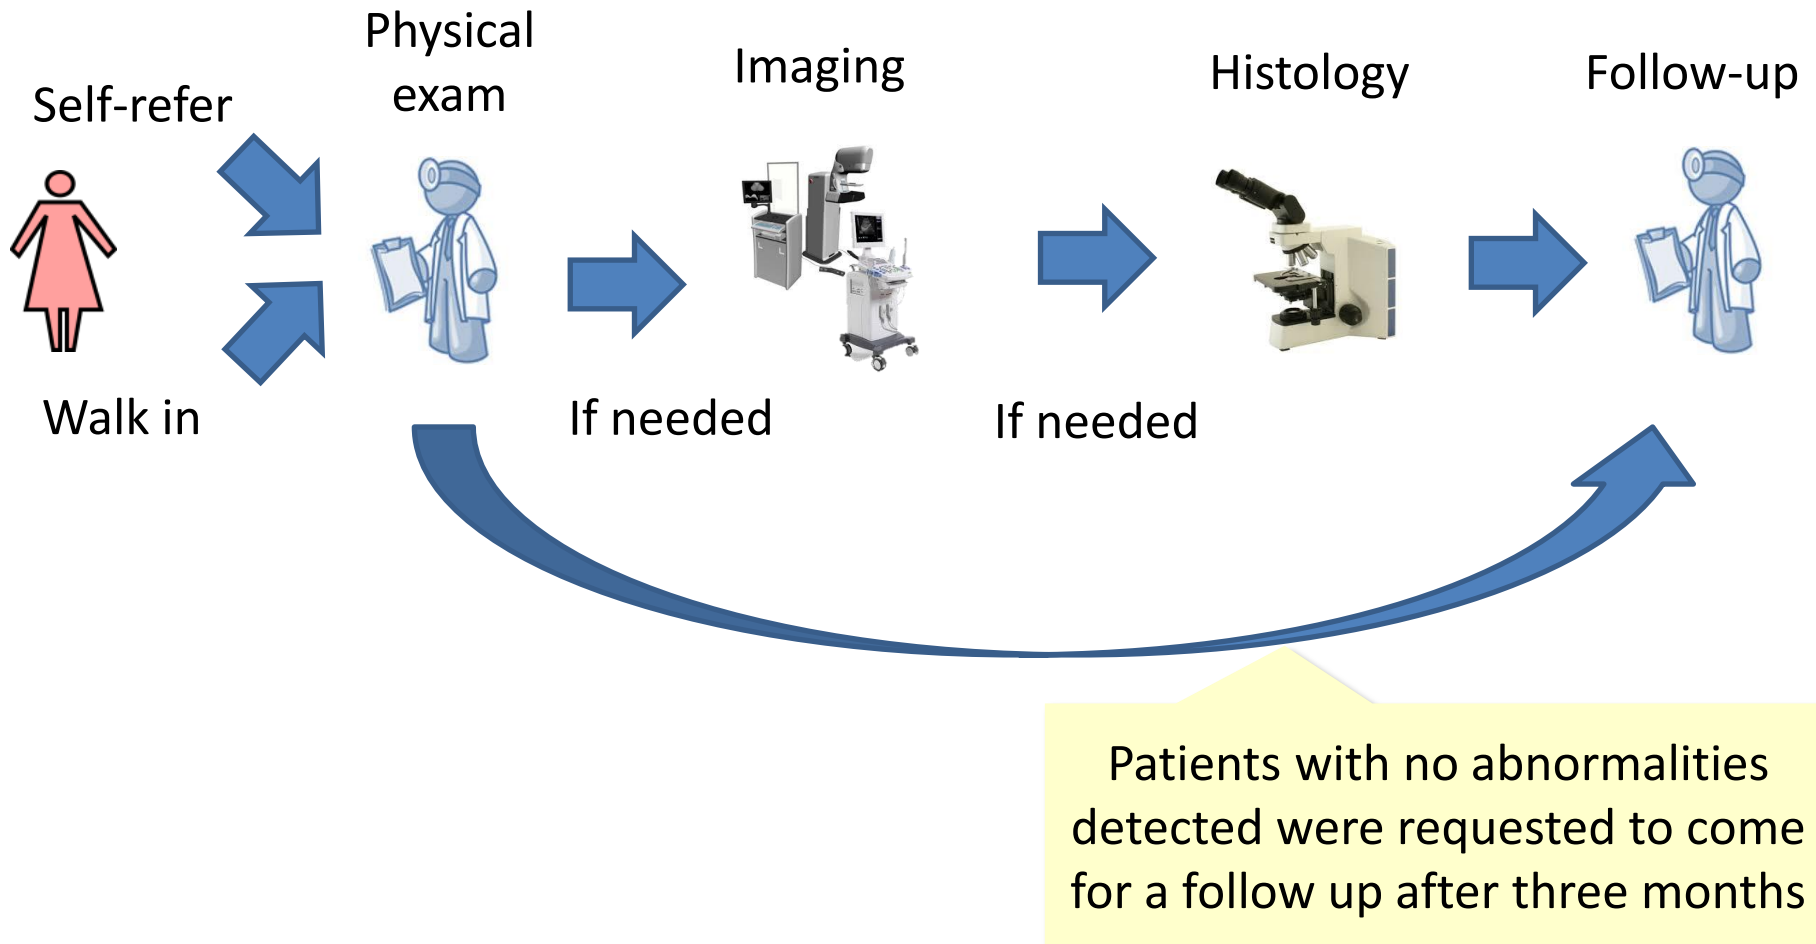 Self-refer
Walk in
Physical
exam
If needed
Imaging
If needed
Histology
Follow-up
Patients with no abnormalities
detected were requested to come
for a follow up after three months